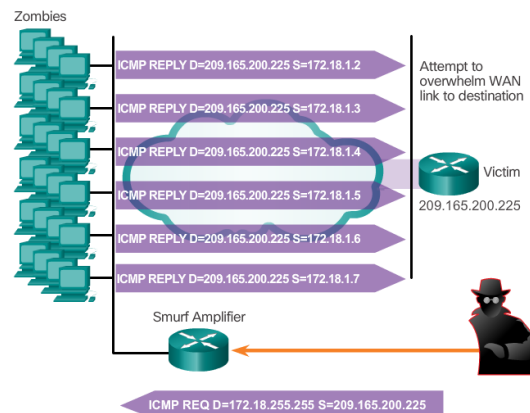 Zombies
ICMP REPLY D=209.165.200.225 S=172.18.1.2
ICMP REPLY D=209.165.200.225 S=172.18.1.3
ICMP REPLY D=209.165.200.225 S=172.18.1.4
ICMP REPLY D=209.165.200.225 S=172.18.1.5
ICMP REPLY D=209.165.200.225 S=172.18.1.6
ICMP REPLY D=209.165.200.225 S=172.18.1.7
Attempt to
overwhelm WAN
link to destination
Victim
209.165.200.225
Smurf Amplifier
ICMP REQ D=172.18.255.255 S=209.165.200.225